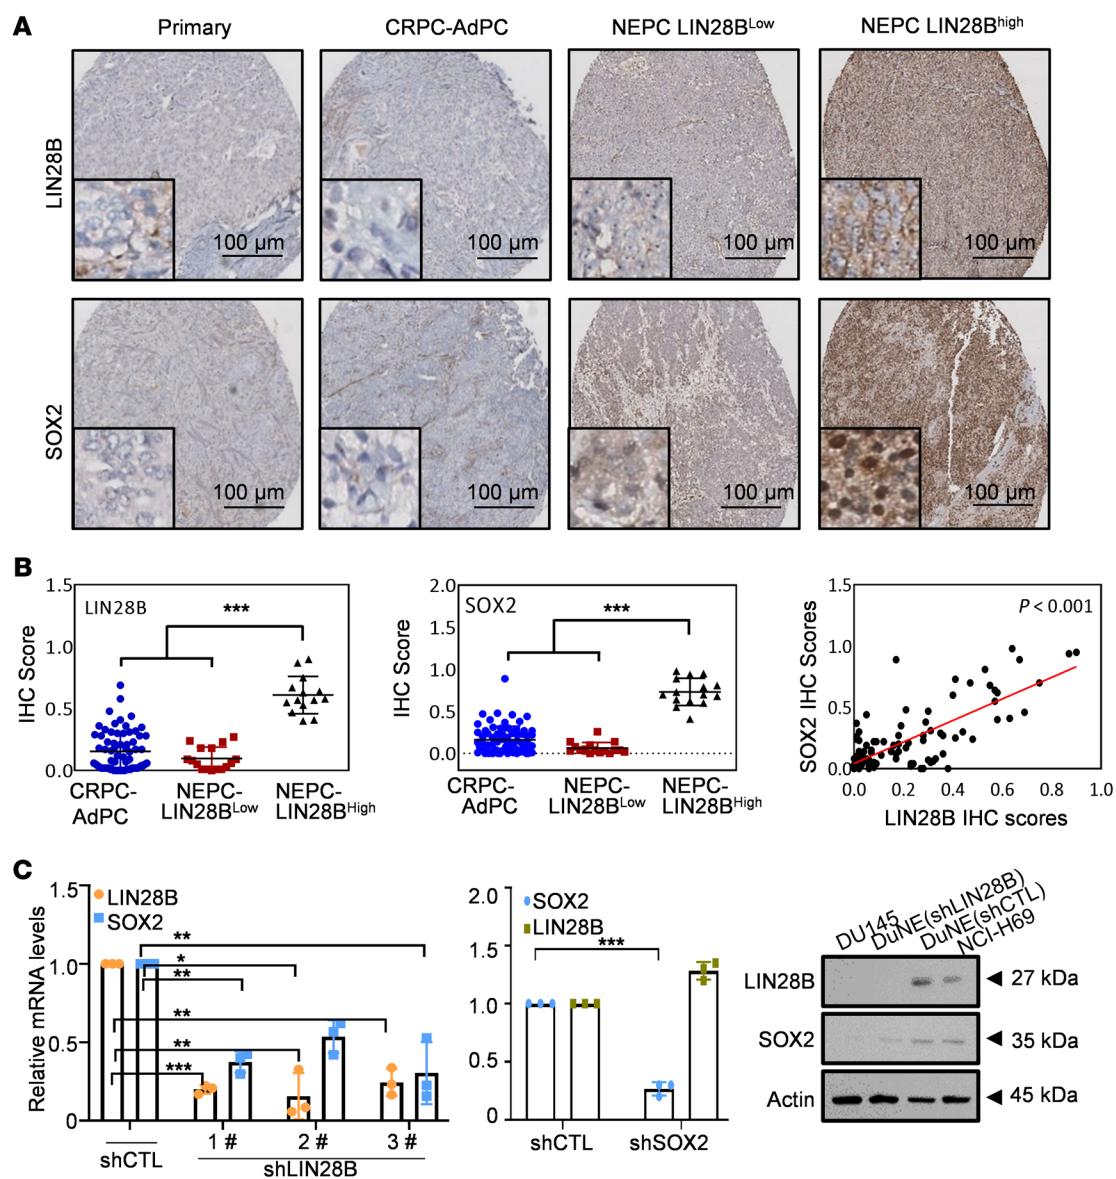 A
Primary
CRPC-AdPC
NEPC LIN28BLow
NEPC LIN28Bhigh
LIN28B
100 µm
100 µm
100 µm
100 µm
SOX2
100 µm
100 µm
100 µm
100 µm
B
1.5
1.0
0.5
0.0
IHC Score
LIN28B
***
CRPC-
AdPC
NEPC-
LIN28BLow
NEPC-
LIN28BHigh
2.0
1.5
1.0
0.5
0.0
IHC Score
SOX2
***
CRPC-
AdPC
NEPC-
LIN28BLow
NEPC-
LIN28BHigh
1.5
1.0
0.5
0.0
SOX2 IHC Scores
P < 0.001
0.0 0.2 0.4 0.6 0.8 1.0
LIN28B IHC scores
C
1.5
1.0
0.5
0
Relative mRNA levels
LIN28B
SOX2
**
*
**
**
**
***
1 # 2 # 3 #
shCTL
shLIN28B
2.0
1.5
1.0
0.5
0
SOX2
LIN28B
***
shCTL
shSOX2
DU145
DuNE(shLIN28B)
DuNE(shCTL)
NCI-H69
LIN28B
27 kDa
SOX2
35 kDa
Actin
45 kDa